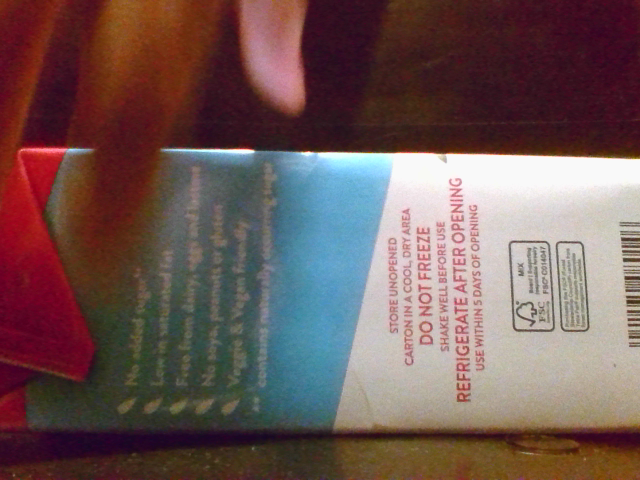 No added sugar*
Low in saturated fat
Free from dairy, egg and lactose
No soya, peanuts or gluten
Veggie & Vegan friendly
contains naturally occurring sugar
STORE UNOPENED
CARTON IN A COOL, DRY AREA
DO NOT FREEZE
SHAKE WELL BEFORE USE
REFRIGERATE AFTER OPENING
USE WITHIN 5 DAYS OF OPENING
FSC
MIX